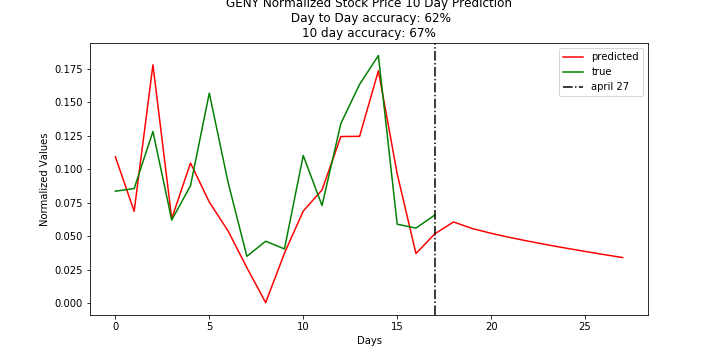 GENY Normalized Stock Price 10 Day Prediction
Day to Day accuracy: 62%
10 day accuracy: 67%
predicted
true
april 27
Normalized Values
0.175
0.150
0.125
0.100
0.075
0.050
0.025
0.000
0
5
10
15
20
25
Days